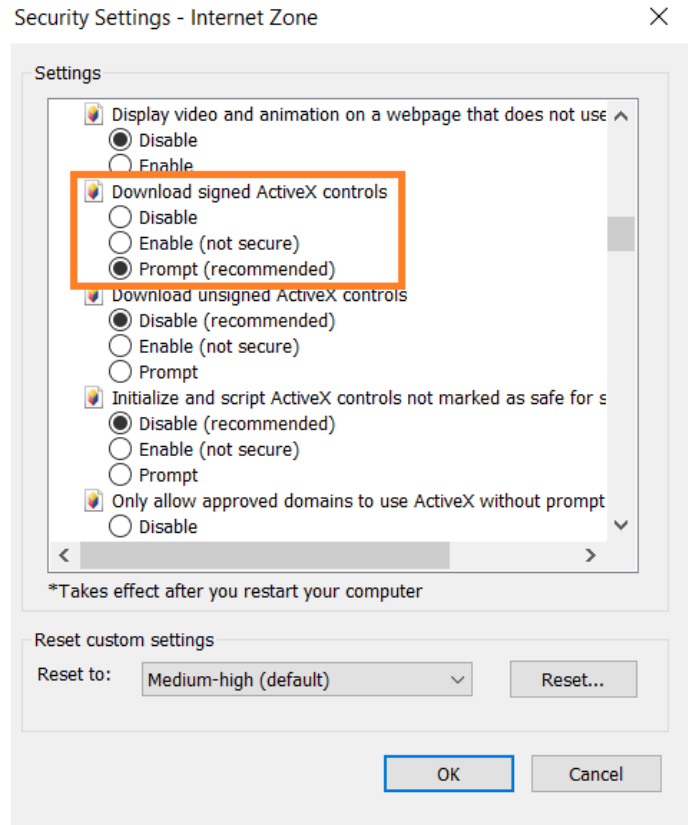 Security Settings - Internet Zone
Settings
Display video and animation on a webpage that does not use
Disable
Enable
Download signed ActiveX controls
Disable
Enable (not secure)
Prompt (recommended)
Download unsigned ActiveX controls
Disable (recommended)
Enable (not secure)
Prompt
Initialize and script ActiveX controls not marked as safe for s
Disable (recommended)
Enable (not secure)
Prompt
Only allow approved domains to use ActiveX without prompt
Disable
*Takes effect after you restart your computer
Reset custom settings
Reset to: Medium-high (default) Reset...
OK Cancel